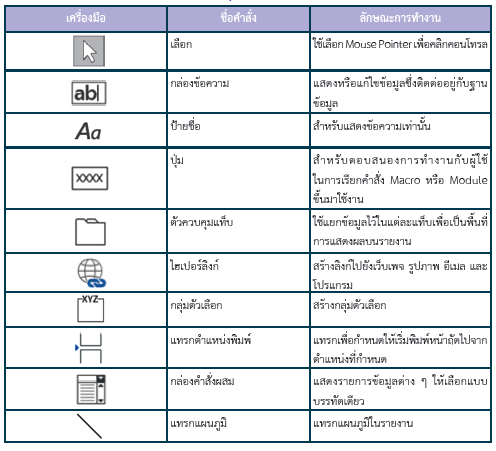 เครื่องมือ ชื่อคำสั่ง ลักษณะการทำงาน
เลือก ใช้เลือก Mouse Pointer เพื่อคลิกคอนโทรล
ab กล่องข้อความ แสดงหรือแก้ไขข้อมูลซึ่งติดต่ออยู่กับฐาน
ข้อมูล
Aa ป้ายชื่อ สำหรับแสดงข้อความเท่านั้น
xxxx ปุ่ม สำหรับตอบสนองการทำงานกับผู้ใช้
ในการเรียกคำสั่ง Macro หรือ Module
ขึ้นมาใช้งาน
ตัวควบคุมแท็บ ใช้แยกข้อมูลไว้ในแต่ละแท็บเพื่อเป็นพื้นที่
การแสดงผลบนรายงาน
ไฮเปอร์ลิงก์ สร้างลิงก์ไปยังเว็บเพจ รูปภาพ อีเมล และ
โปรแกรม
XYZ กลุ่มตัวเลือก สร้างกลุ่มตัวเลือก
แทรกตำแหน่งพิมพ์ แทรกเพื่อกำหนดให้เริ่มพิมพ์หน้าถัดไปจาก
ตำแหน่งที่กำหนด
กล่องคำสั่งผสม แสดงรายการข้อมูลต่าง ๆ ให้เลือกแบบ
บรรทัดเดียว
แทรกแผนภูมิ แทรกแผนภูมิในรายงาน